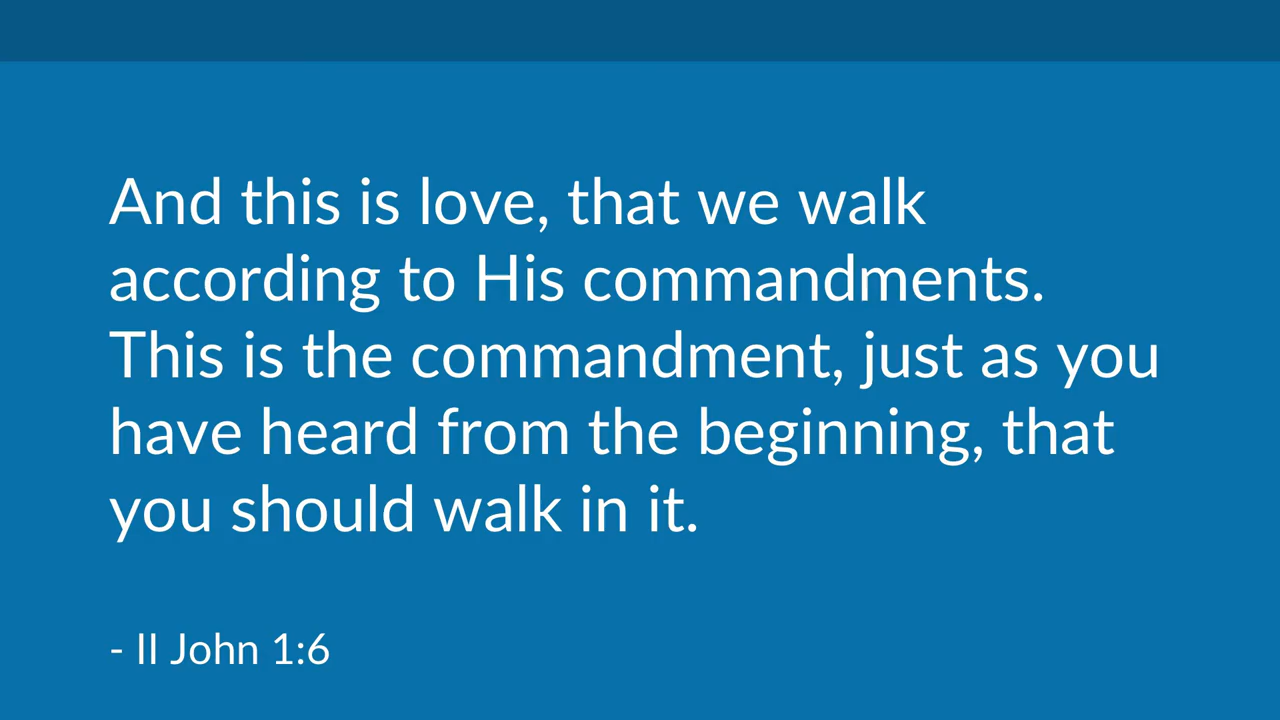 And this is love, that we walk
according to His commandments.
This is the commandment, just as you
have heard from the beginning, that
you should walk in it.
- II John 1:6